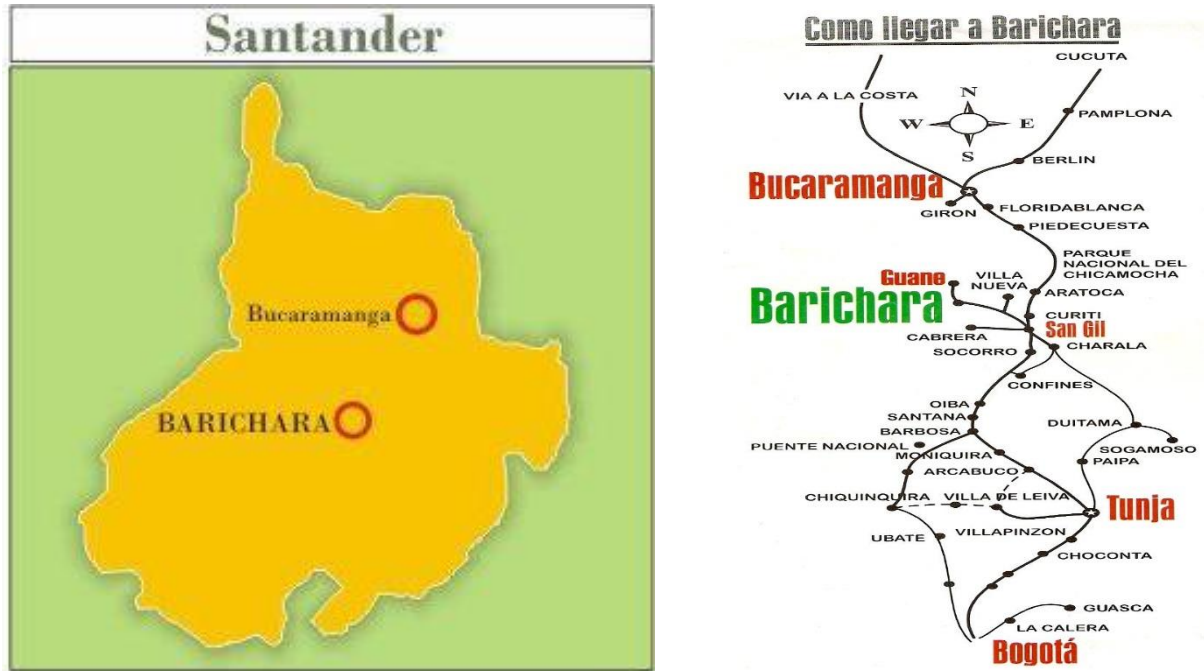 Santander
Bucaramanga
BARICHARA
Como llegar a Barichara
CUCUTA
VIA A LA COSTA
N
PAMPLONA
W
E
S
BERLIN
Bucaramanga
GIRON
FLORIDABLANCA
PIEDECUESTA
PARQUE
NACIONAL DEL
CHICAMOCHA
Guane
VILLA
NUEVA
ARATOCA
Barichara
CURITI
CABRERA
San Gil
SOCORRO
CHARALA
CONFINES
OIBA
SANTANA
BARBOSA
DUITAMA
PUENTE NACIONAL
MONIQUIRA
SOGAMOSO
ARCABUCO
PAIPA
CHIQUINQUIRA
VILLA DE LEIVA
Tunja
UBATE
VILLAPINZON
CHOCONTA
GUASCA
LA CALERA
Bogotá